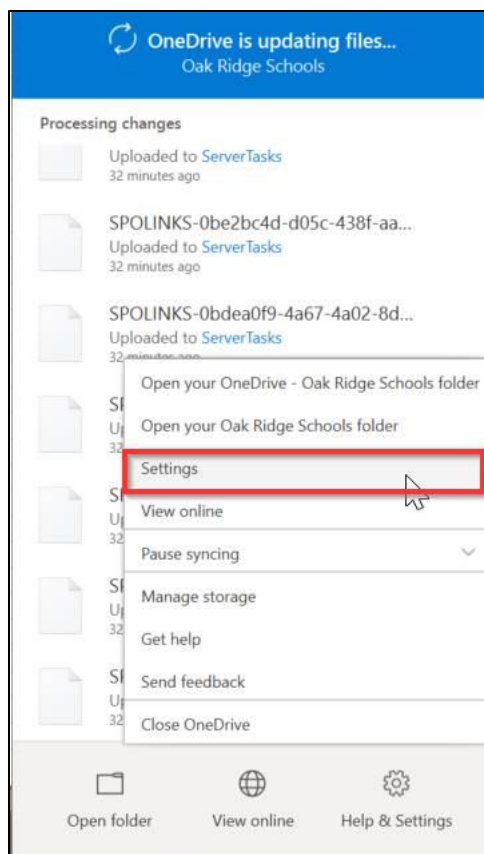 OneDrive is updating files...
Oak Ridge Schools
Processing changes
Uploaded to ServerTasks
32 minutes ago
SPOLINKS-0be2bc4d-d05c-438f-aa...
Uploaded to ServerTasks
32 minutes ago
SPOLINKS-0bdea0f9-4a67-4a02-8d...
Uploaded to ServerTasks
32 minutes ago
Open your OneDrive - Oak Ridge Schools folder
Open your Oak Ridge Schools folder
Settings
View online
Pause syncing
Manage storage
Get help
Send feedback
Close OneDrive
Open folder
View online
Help & Settings